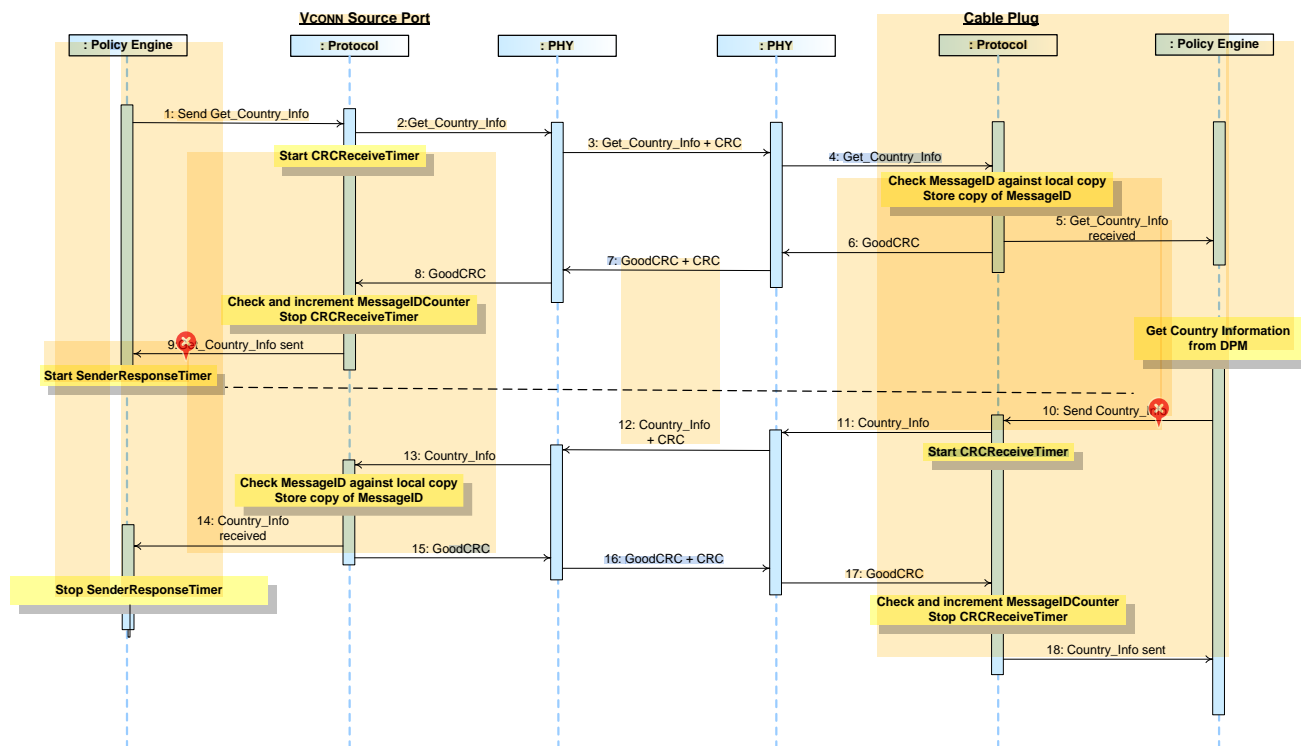 VCONN Source Port
Cable Plug
: Policy Engine
: Protocol
: PHY
: PHY
: Protocol
: Policy Engine
1: Send Get_Country_Info
2:Get_Country_Info
3: Get_Country_Info + CRC
Start CRCReceiveTimer
4: Get_Country_Info
Check MessageID against local copy
Store copy of MessageID
5: Get_Country_Info
received
6: GoodCRC
7: GoodCRC + CRC
8: GoodCRC
Check and increment MessageIDCounter
Stop CRCReceiveTimer
Get Country Information
from DPM
9: Get_Country_Info sent
Start SenderResponseTimer
10: Send Country_Info
11: Country_Info
12: Country_Info
+ CRC
Start CRCReceiveTimer
13: Country_Info
Check MessageID against local copy
Store copy of MessageID
14: Country_Info
received
15: GoodCRC
16: GoodCRC + CRC
17: GoodCRC
Stop SenderResponseTimer
Check and increment MessageIDCounter
Stop CRCReceiveTimer
18: Country_Info sent